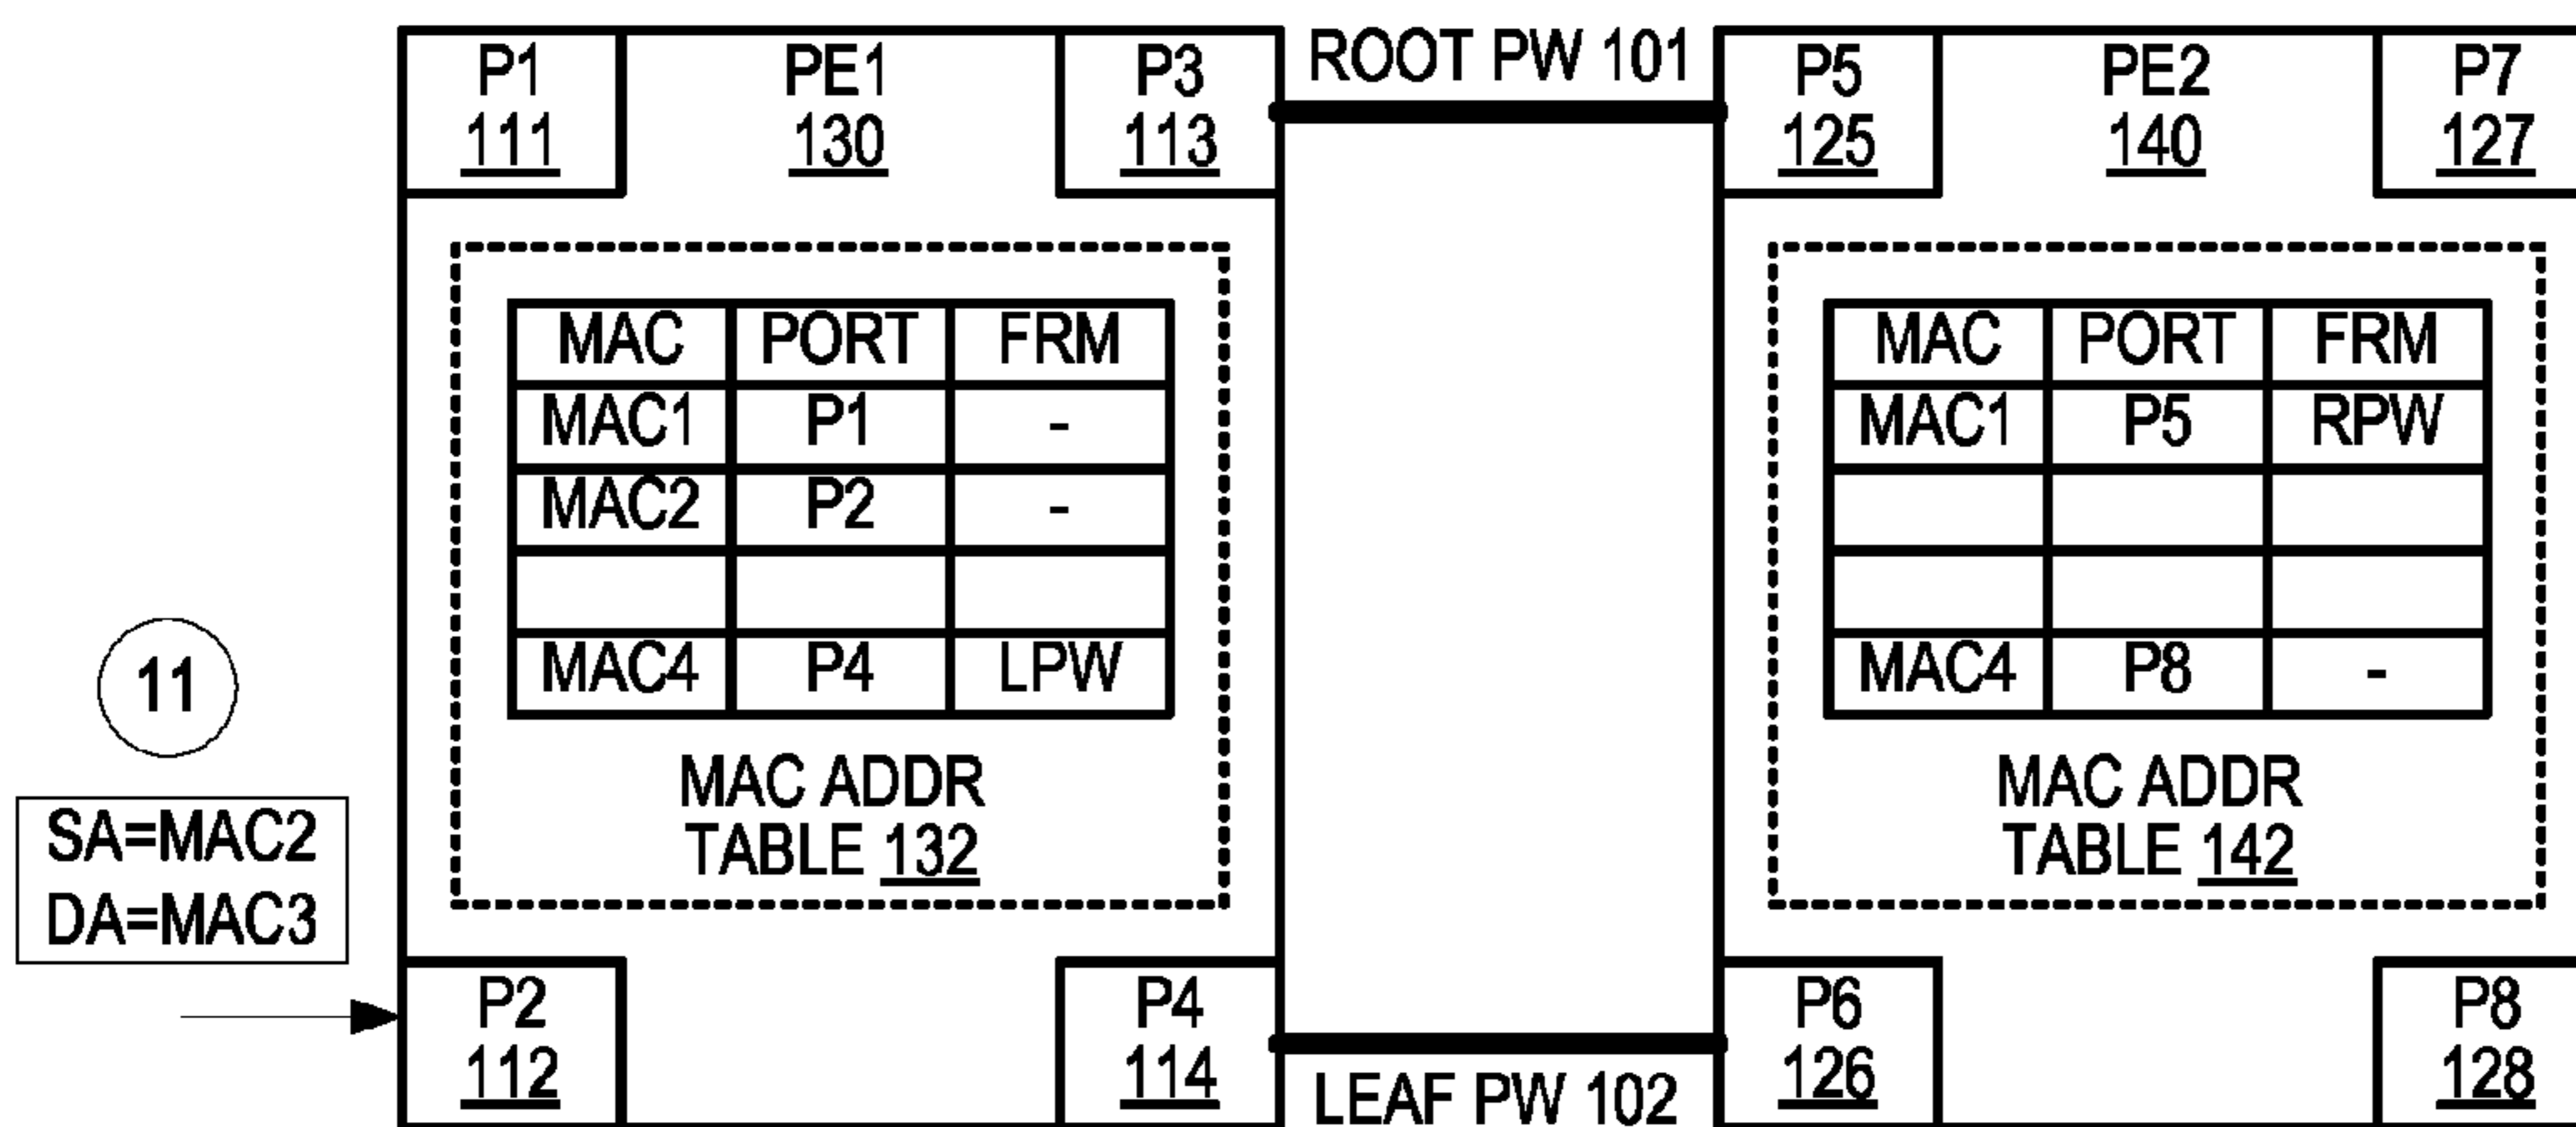 P1
111
PE1
130
P3
113
ROOT PW 101
P5
125
PE2
140
P7
127
MAC PORT FRM
MAC1 P1 -
MAC2 P2 -
MAC4 P4 LPW
MAC ADDR
TABLE 132
MAC PORT FRM
MAC1 P5 RPW
MAC4 P8 -
MAC ADDR
TABLE 142
11
SA=MAC2
DA=MAC3
P2
112
P4
114
LEAF PW 102
P6
126
P8
128